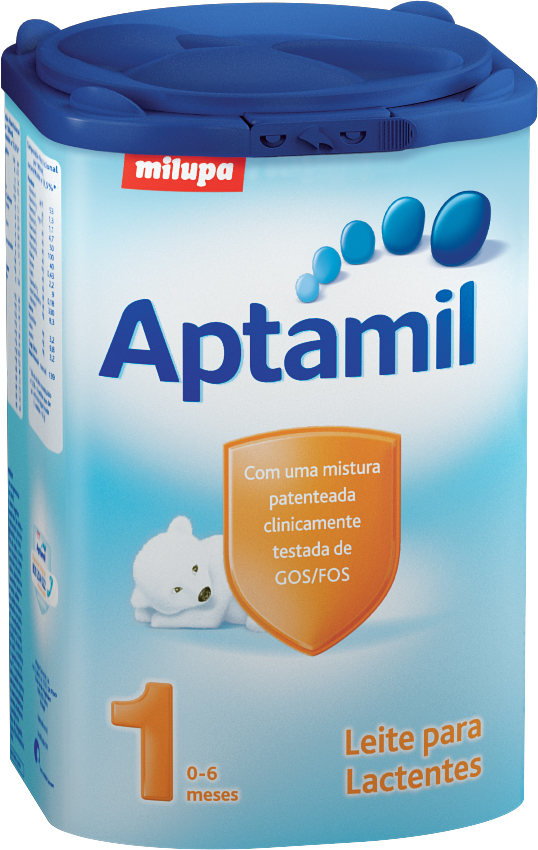 milupa
Aptamil
Com uma mistura
patenteada
clinicamente
testada de
GOS/FOS
1
0-6
meses
Leite para
Lactentes